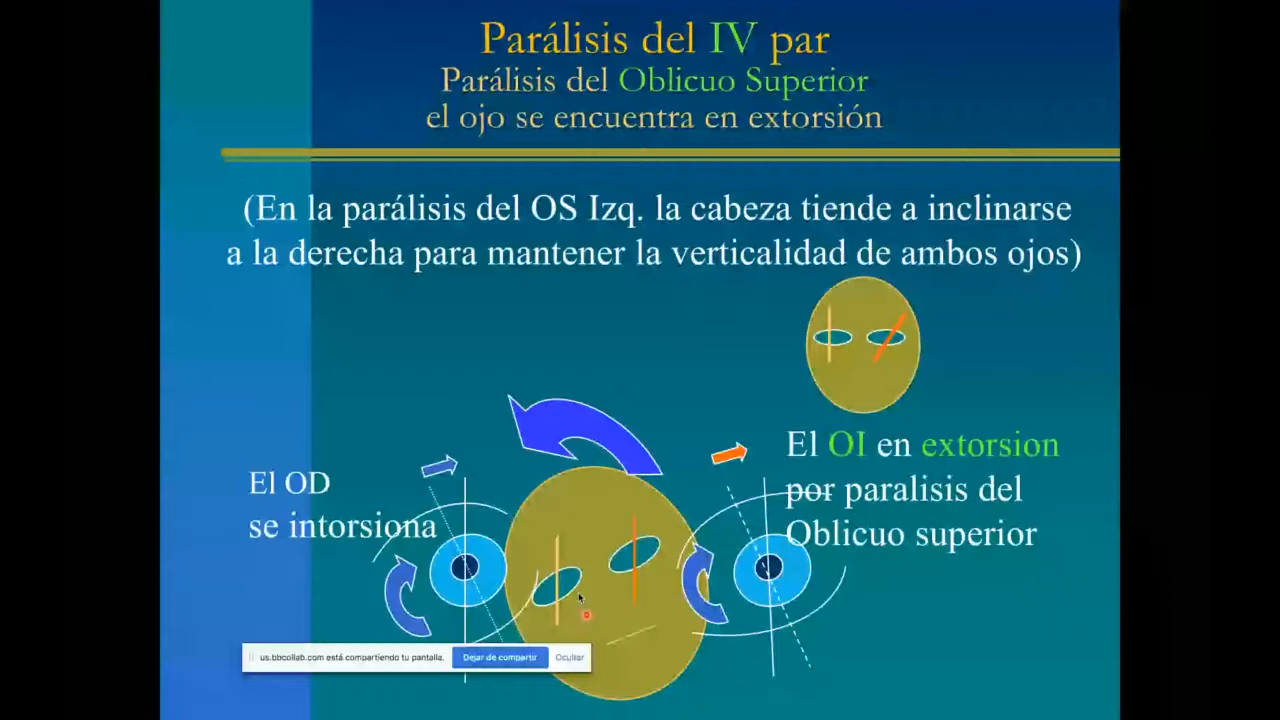 Parálisis del IV par
Parálisis del Oblicuo Superior
el ojo se encuentra en extorsión
(En la parálisis del OS Izq. la cabeza tiende a inclinarse
a la derecha para mantener la verticalidad de ambos ojos)
El OD
se intorsiona
El OI en extorsion
por paralisis del
Oblicuo superior
us.bbcollab.com está compartiendo tu pantalla.
Dejar de compartir
Ocultar